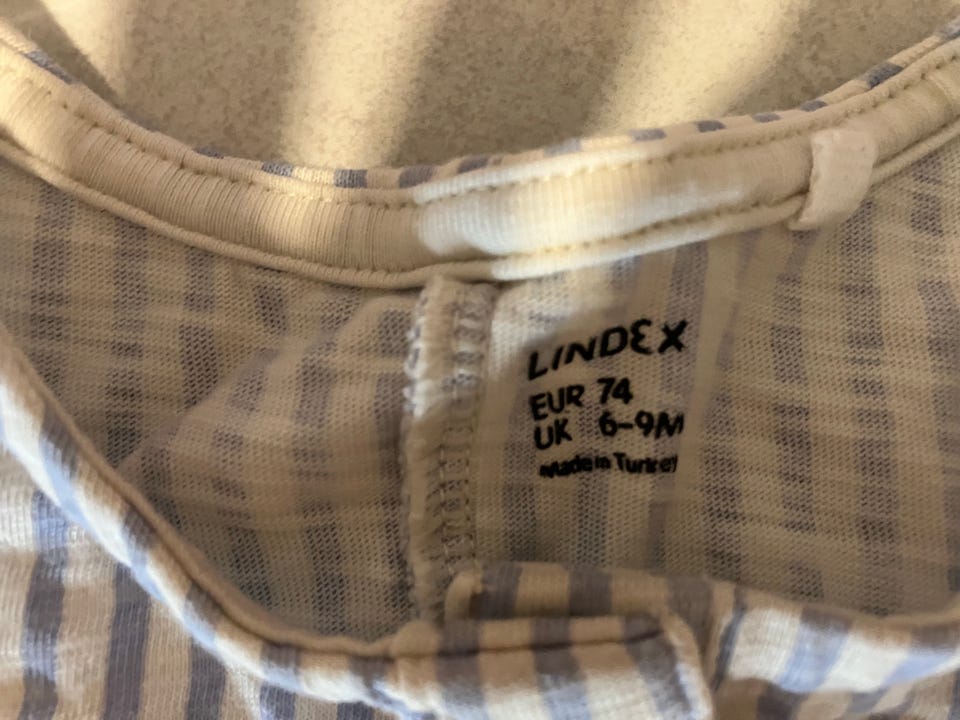 LINDEX
EUR 74
UK 6-9M
Made in Turkey